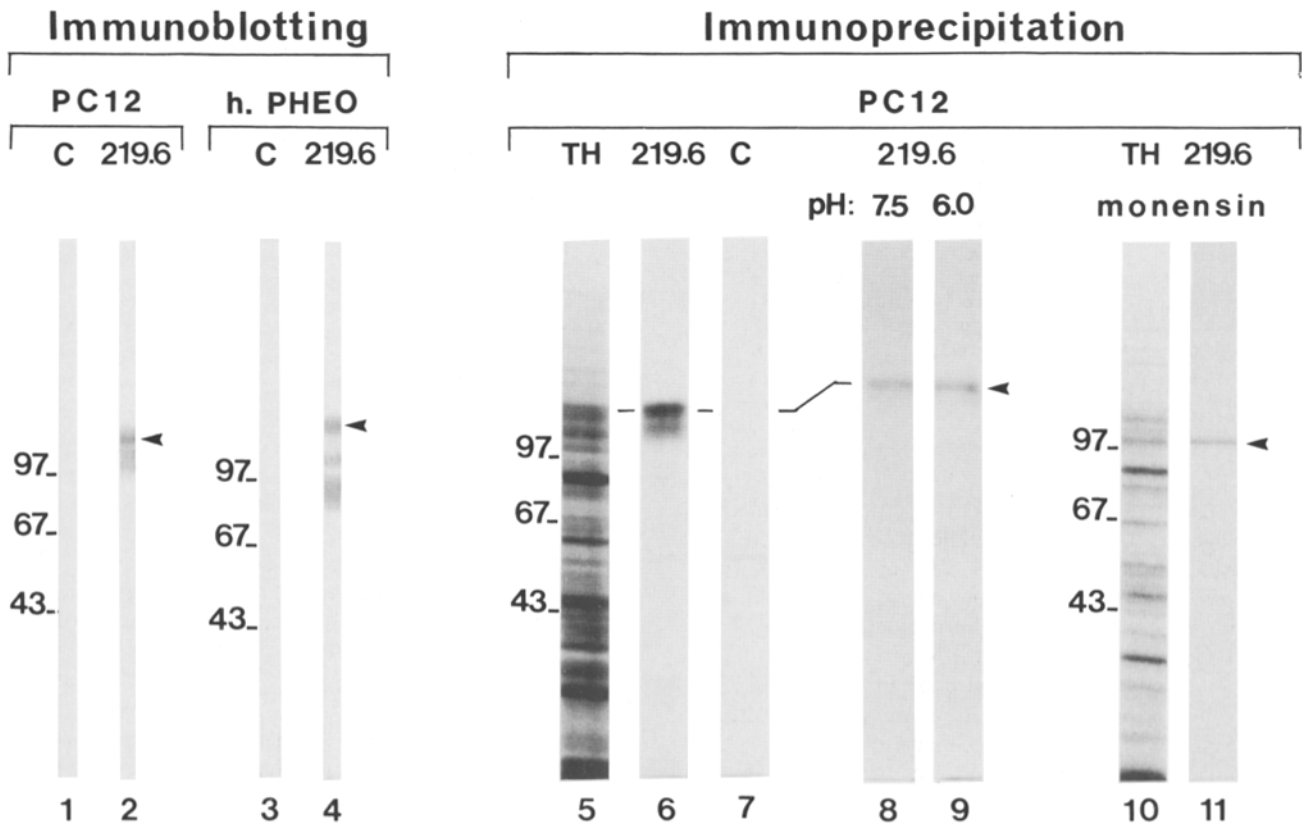 Immunoblotting Immunoprecipitation
PC12 h. PHEO PC12
C 219.6 C 219.6 TH 219.6 C 219.6 TH 219.6
pH: 7.5 6.0 monensin
97 97 97 97
67 67 67 67
43 43 43 43
1 2 3 4 5 6 7 8 9 10 11